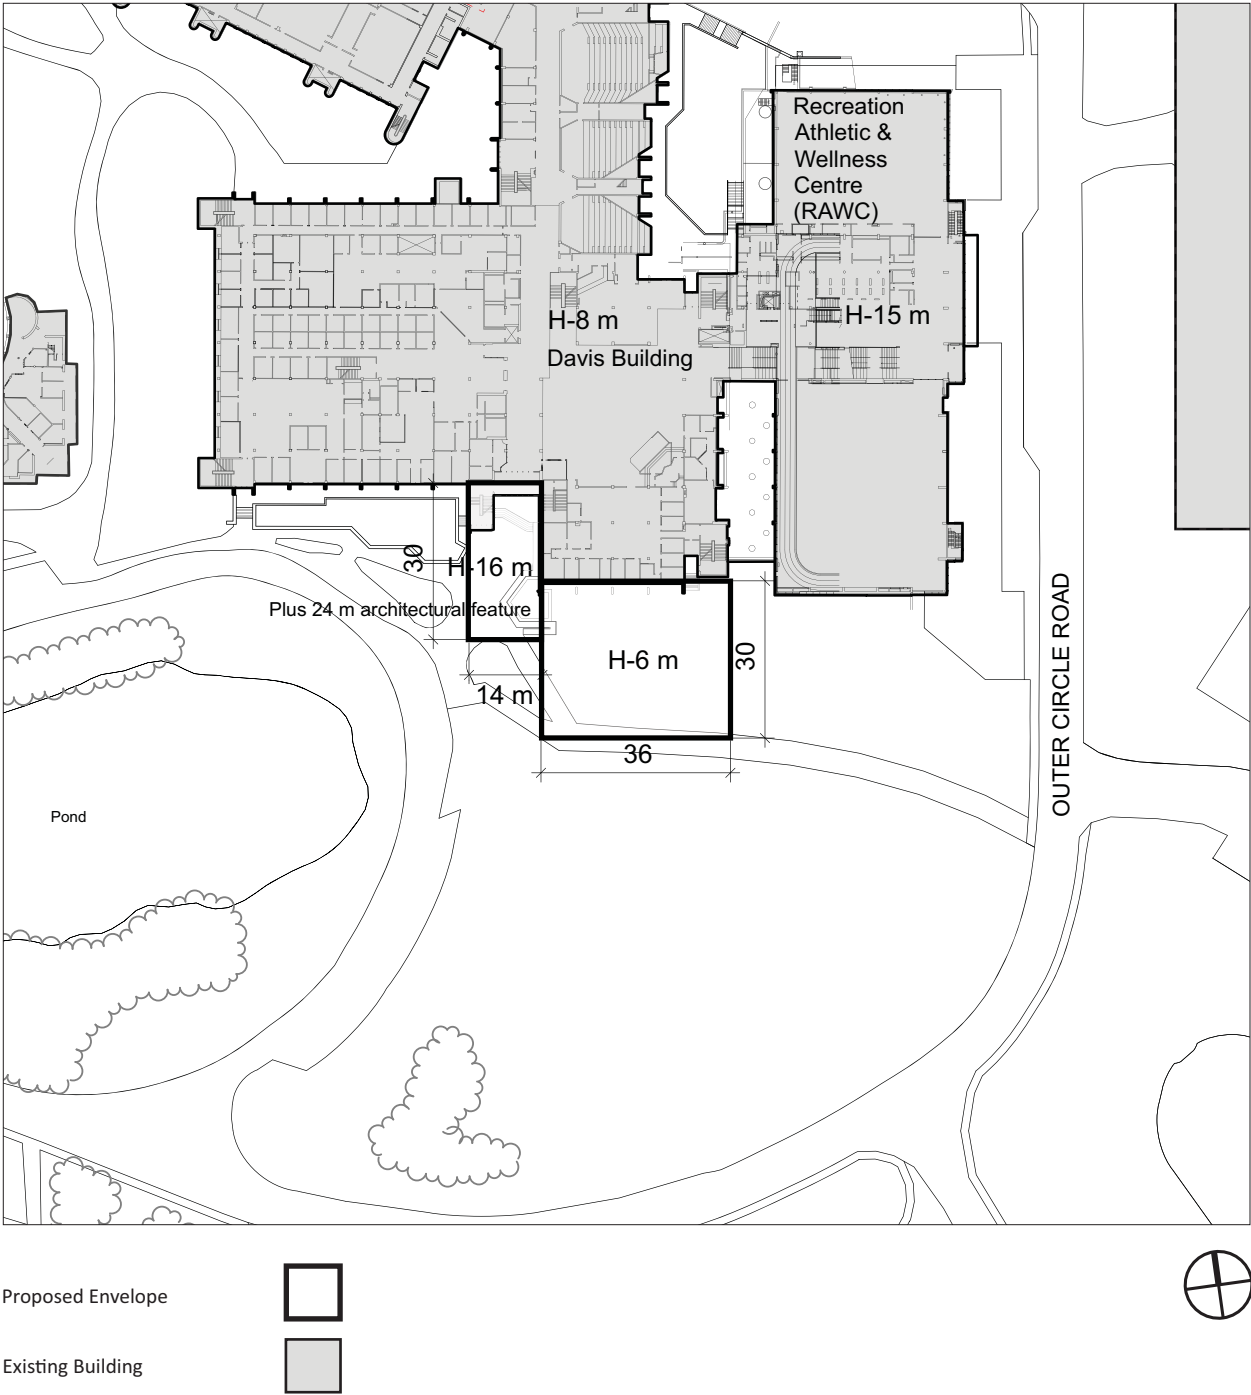 Recreation
Athletic &
Wellness
Centre
(RAWC)
H-8 m
H-15 m
Davis Building
30
H-16 m
Plus 24 m architectural feature
H-6 m
30
14 m
36
OUTER CIRCLE ROAD
Pond
Proposed Envelope
Existing Building